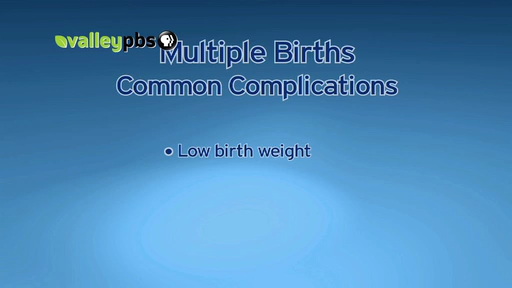 valleypbs
Multiple Births
Common Complications
• Low birth weight